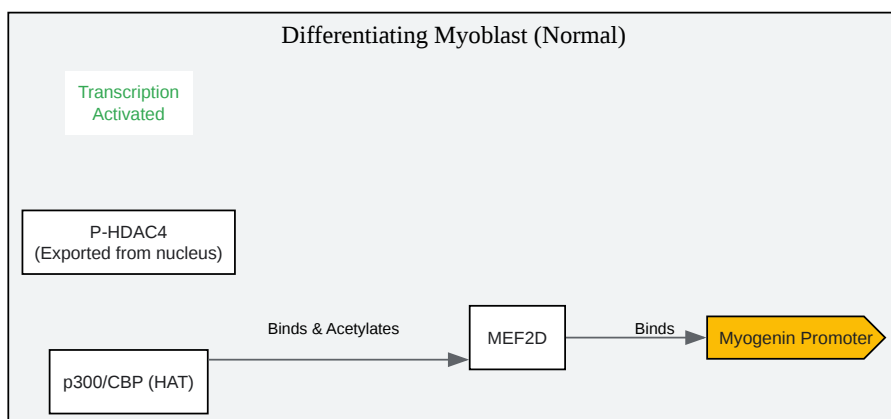 Differentiating Myoblast (Normal)
Transcription
Activated
P-HDAC4
(Exported from nucleus)
Binds & Acetylates
MEF2D
Binds
Myogenin Promoter
p300/CBP (HAT)